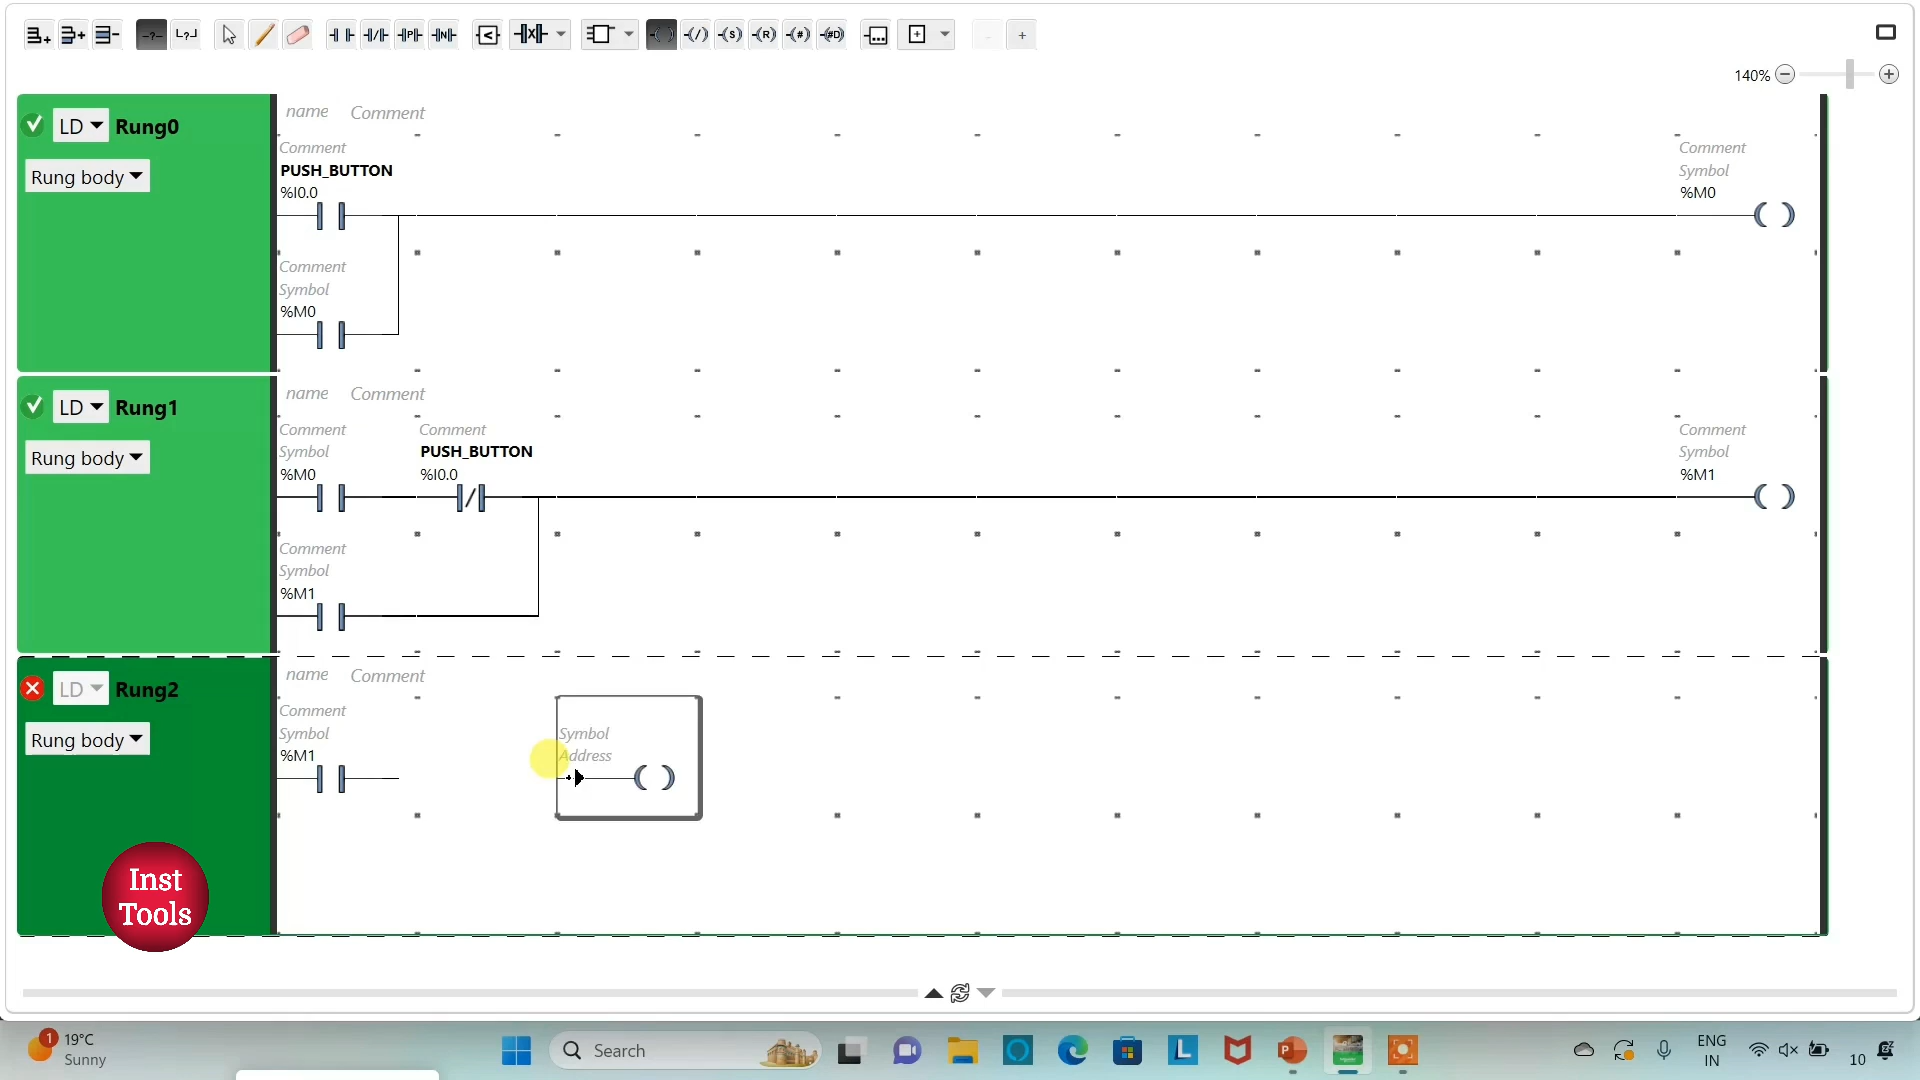 140%
LD Rung0
name Comment
Rung body
Comment
PUSH_BUTTON
%I0.0
Comment
Symbol
%M0
Comment
Symbol
%M0
LD Rung1
name Comment
Rung body
Comment
Symbol
%M0
Comment
PUSH_BUTTON
%I0.0
Comment
Symbol
%M1
Comment
Symbol
%M1
LD Rung2
name Comment
Rung body
Comment
Symbol
%M1
Symbol
Address
Inst
Tools
1
19°C
Sunny
Search
ENG
IN
10